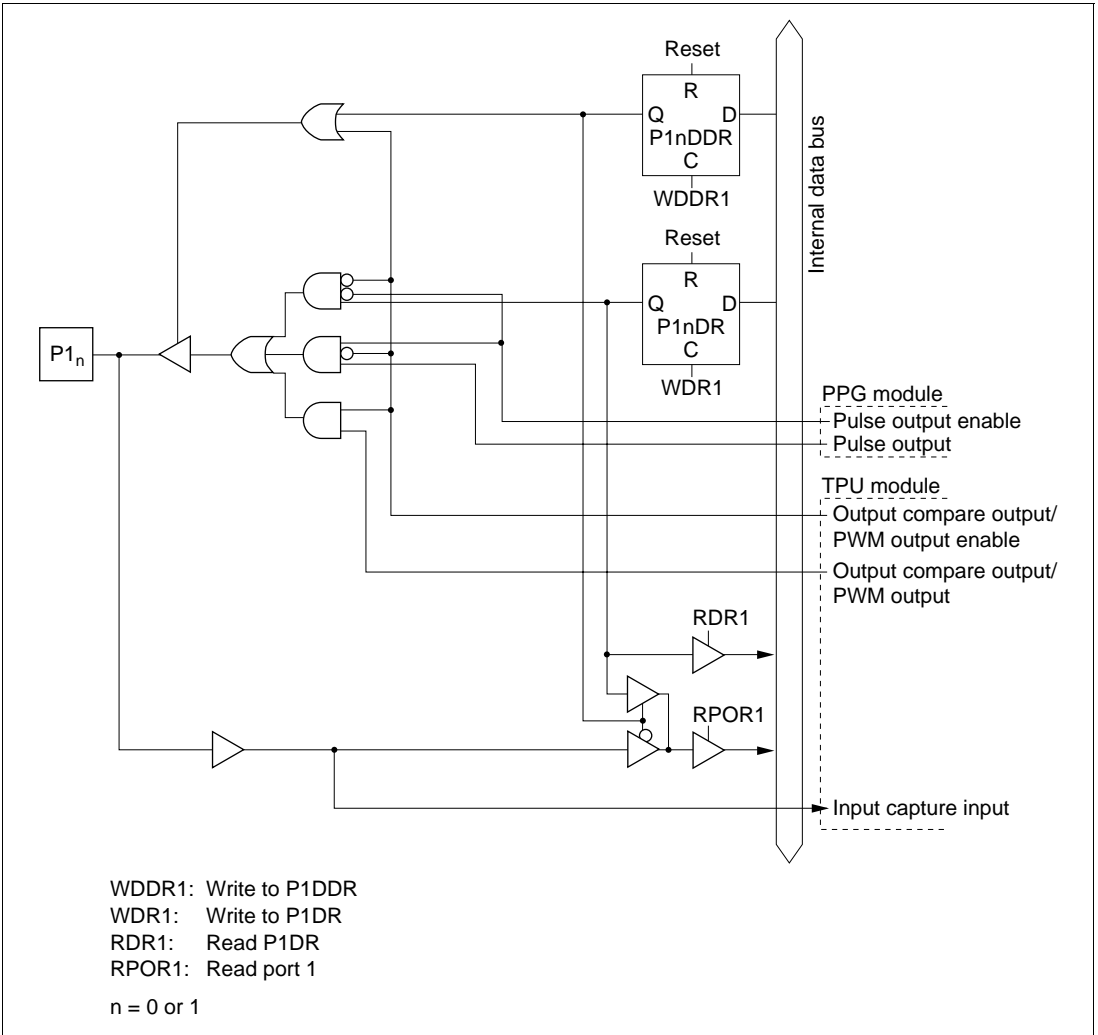 Reset
R
Q D
P1nDDR
C
WDDR1
Internal data bus
Reset
R
Q D
P1nDR
C
WDR1
P1n
PPG module
Pulse output enable
Pulse output
TPU module
Output compare output/
PWM output enable
Output compare output/
PWM output
RDR1
RPOR1
Input capture input
WDDR1: Write to P1DDR
WDR1: Write to P1DR
RDR1: Read P1DR
RPOR1: Read port 1
n = 0 or 1